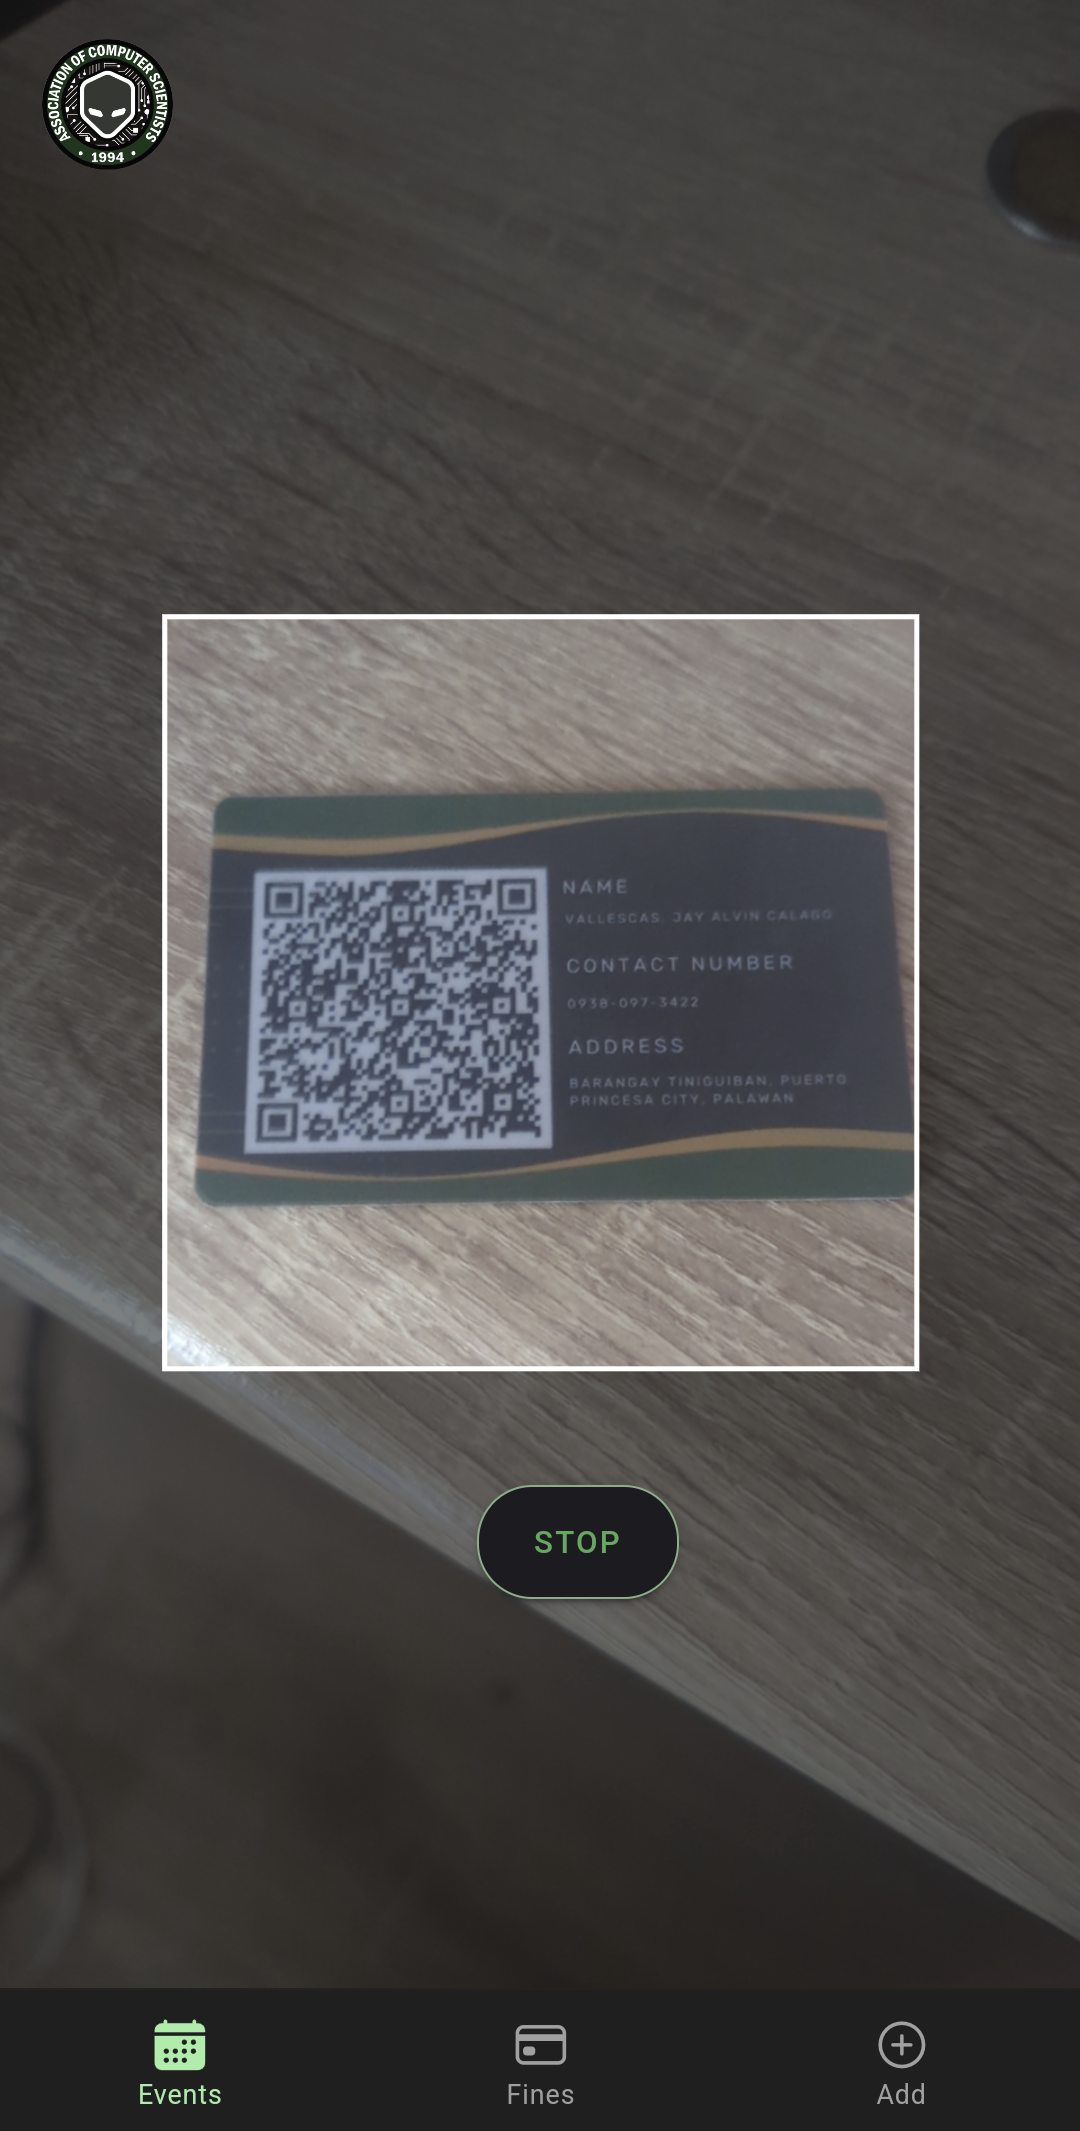 ASSOCIATION OF COMPUTER SCIENTISTS
• 1994 •
NAME
VALLESCAS, JAY ALVIN CALAGO
CONTACT NUMBER
0938-097-3422
ADDRESS
BARANGAY TINIGUIBAN, PUERTO
PRINCESA CITY, PALAWAN
STOP
Events
Fines
Add